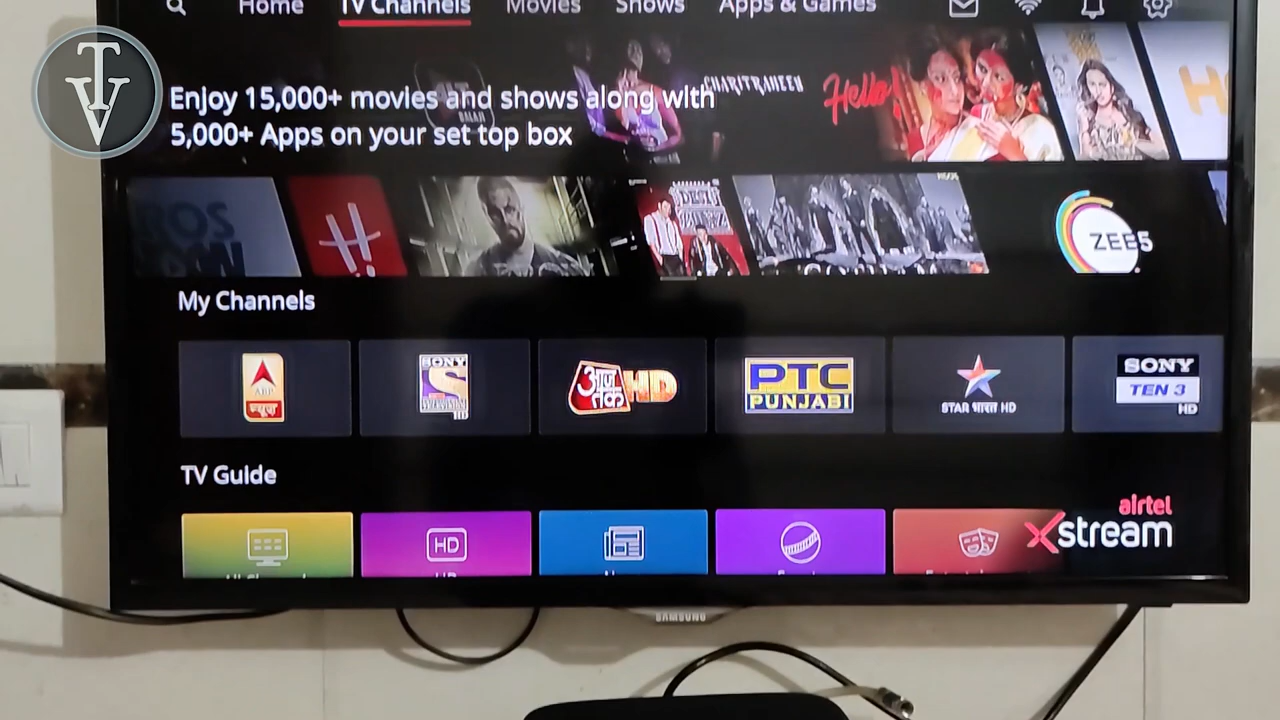 Home TV Channels Movies Shows Apps & Games
TV
Enjoy 15,000+ movies and shows along with
5,000+ Apps on your set top box
CHARITRAHEEN
Hello!
ZEE5
My Channels
ABP
न्यूज़
SONY
HD
आज तक HD
PTC
PUNJABI
STAR भारत HD
SONY
TEN 3
HD
TV Guide
HD
airtel
Xstream
SAMSUNG